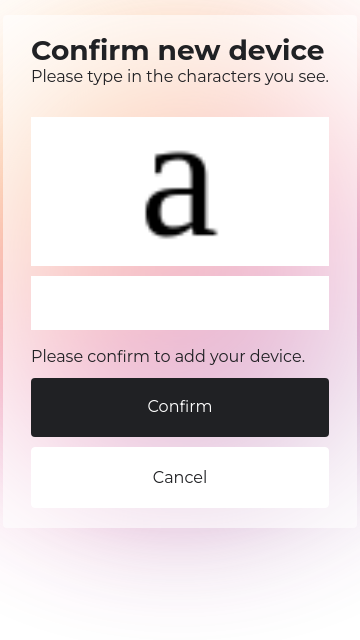 Confirm new device
Please type in the characters you see.
a
Please confirm to add your device.
Confirm
Cancel